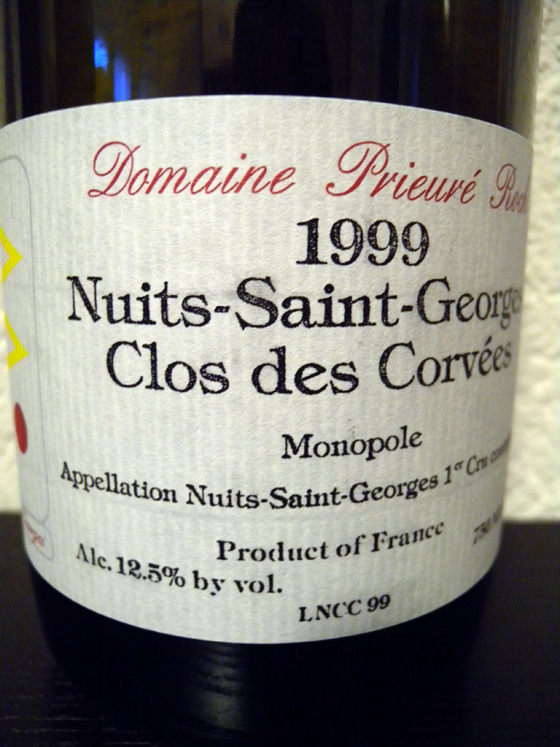 Domaine Prieuré
1999
Nuits-Saint-Georges
Clos des Corvées
Monopole
Appellation Nuits-Saint-Georges 1er Cru
Product of France
Alc. 12.5% by vol.
LNCC 99